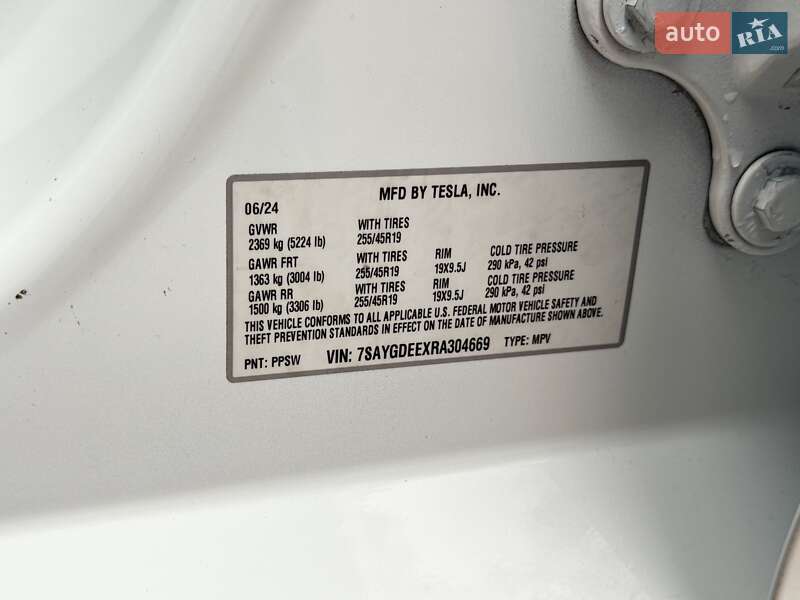 auto RIA.com
MFD BY TESLA, INC.
06/24
GVWR WITH TIRES
2369 kg (5224 lb) 255/45R19
GAWR FRT WITH TIRES RIM COLD TIRE PRESSURE
1363 kg (3004 lb) 255/45R19 19X9.5J 290 kPa, 42 psi
GAWR RR WITH TIRES RIM COLD TIRE PRESSURE
1500 kg (3306 lb) 255/45R19 19X9.5J 290 kPa, 42 psi
THIS VEHICLE CONFORMS TO ALL APPLICABLE U.S. FEDERAL MOTOR VEHICLE SAFETY AND
THEFT PREVENTION STANDARDS IN EFFECT ON THE DATE OF MANUFACTURE SHOWN ABOVE.
PNT: PPSW VIN: 7SAYGDEEXRA304669 TYPE: MPV